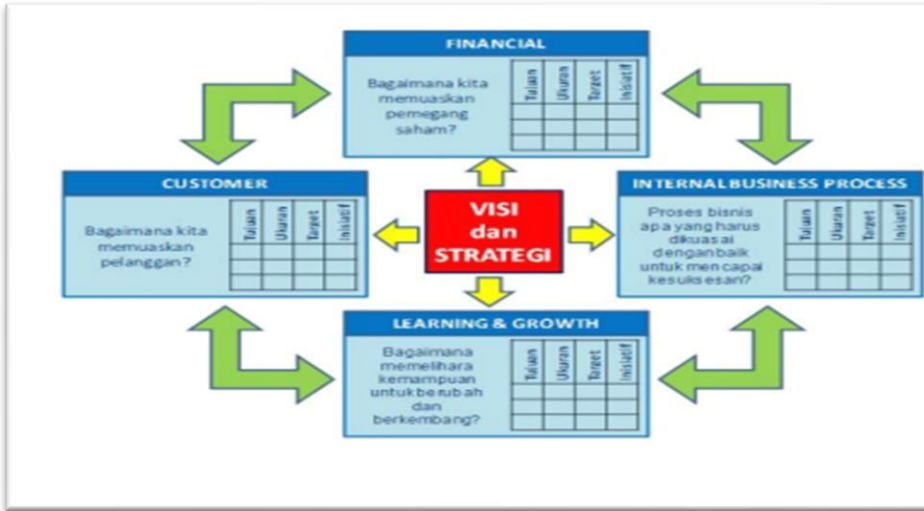 FINANCIAL
Bagaimana kita
memuaskan
pemegang
saham?
Tujuan
Ukuran
Target
Inisiatif
CUSTOMER
Bagaimana kita
memuaskan
pelanggan?
Tujuan
Ukuran
Target
Inisiatif
VISI
dan
STRATEGI
INTERNAL BUSINESS PROCESS
Proses bisnis
apa yang harus
dikuasai
dengan baik
untuk mencapai
kesuksesan?
Tujuan
Ukuran
Target
Inisiatif
LEARNING & GROWTH
Bagaimana
memelihara
kemampuan
untuk berubah
dan
berkembang?
Tujuan
Ukuran
Target
Inisiatif